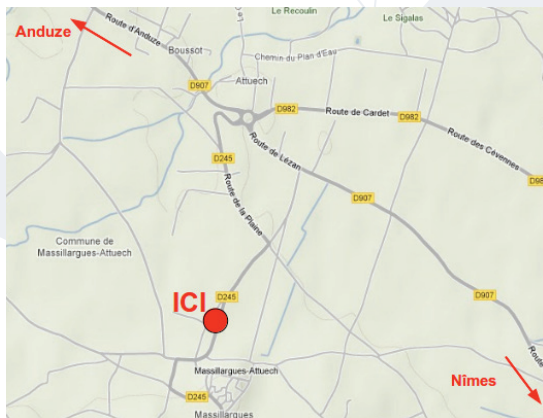 Le Recoulin
Le Sigalas
Route d'Anduze
Anduze
Boussot
Chemin du Plan d'Eau
D907
Attuech
D982
Route de Cardet
D982
Route des Cévennes
D245
Route de Lézan
D98
D907
Route de la Plaine
Commune de
Massillargues-Attuech
D245
D907
ICI
Route
Massillargues-Attuech
Nîmes
D245
Massillargues